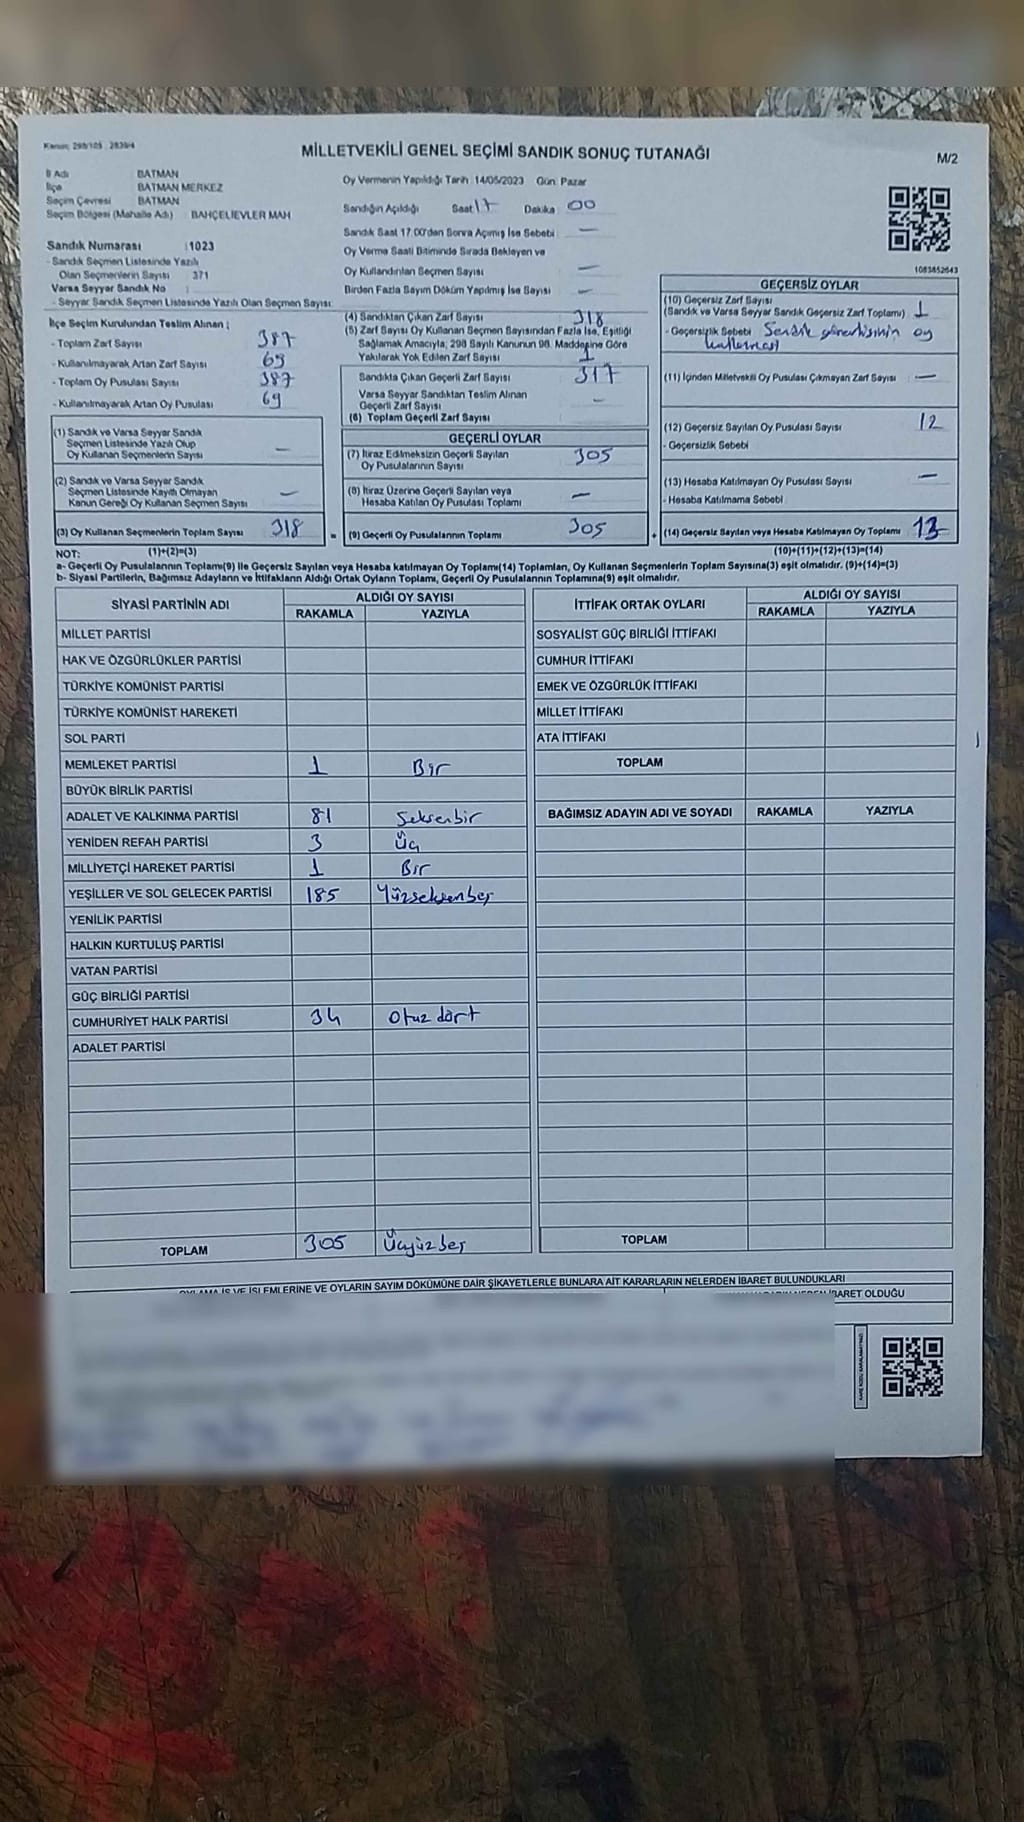 Kanun: 298/105 2839/4
MİLLETVEKİLİ GENEL SEÇİMİ SANDIK SONUÇ TUTANAĞI
M/2
İl Adı BATMAN
İlçe BATMAN MERKEZ
Seçim Çevresi BATMAN
Seçim Bölgesi (Mahalle Adı) BAHÇELİEVLER MAH
Sandık Numarası :1023
- Sandık Seçmen Listesinde Yazılı
Olan Seçmenlerin Sayısı 371
Varsa Seyyar Sandık No :
- Seyyar Sandık Seçmen Listesinde Yazılı Olan Seçmen Sayısı:
Oy Vermenin Yapıldığı Tarih :14/05/2023 Gün: Pazar
Sandığın Açıldığı Saat 17 Dakika 00
Sandık Saat 17.00'den Sonra Açılmış İse Sebebi —
Oy Verme Saati Bitiminde Sırada Bekleyen ve
Oy Kullandırılan Seçmen Sayısı —
Birden Fazla Sayım Döküm Yapılmış İse Sayısı —
1083452643
İlçe Seçim Kurulundan Teslim Alınan ;
- Toplam Zarf Sayısı 387
- Kullanılmayarak Artan Zarf Sayısı 69
- Toplam Oy Pusulası Sayısı 387
- Kullanılmayarak Artan Oy Pusulası 69
(4) Sandıktan Çıkan Zarf Sayısı 318
(5) Zarf Sayısı Oy Kullanan Seçmen Sayısından Fazla İse, Eşitliği
Sağlamak Amacıyla, 298 Sayılı Kanunun 98. Maddesine Göre
Yakılarak Yok Edilen Zarf Sayısı 1
Sandıkta Çıkan Geçerli Zarf Sayısı 317
Varsa Seyyar Sandıktan Teslim Alınan
Geçerli Zarf Sayısı —
(6) Toplam Geçerli Zarf Sayısı
GEÇERSİZ OYLAR
(10) Geçersiz Zarf Sayısı
(Sandık ve Varsa Seyyar Sandık Geçersiz Zarf Toplamı) 1
- Geçersizlik Sebebi Sandık görevlisinin oy
kullanması
(11) İçinden Milletvekili Oy Pusulası Çıkmayan Zarf Sayısı —
(12) Geçersiz Sayılan Oy Pusulası Sayısı 12
- Geçersizlik Sebebi
(13) Hesaba Katılmayan Oy Pusulası Sayısı —
- Hesaba Katılmama Sebebi
(14) Geçersiz Sayılan veya Hesaba Katılmayan Oy Toplamı 13
(10)+(11)+(12)+(13)=(14)
(1) Sandık ve Varsa Seyyar Sandık
Seçmen Listesinde Yazılı Olup
Oy Kullanan Seçmenlerin Sayısı —
(2) Sandık ve Varsa Seyyar Sandık
Seçmen Listesinde Kayıtlı Olmayan
Kanun Gereği Oy Kullanan Seçmen Sayısı —
(3) Oy Kullanan Seçmenlerin Toplam Sayısı 318 =
(1)+(2)=(3)
GEÇERLİ OYLAR
(7) İtiraz Edilmeksizin Geçerli Sayılan
Oy Pusulalarının Sayısı 305
(8) İtiraz Üzerine Geçerli Sayılan veya
Hesaba Katılan Oy Pusulası Toplamı —
(9) Geçerli Oy Pusulalarının Toplamı 305 +
NOT:
a- Geçerli Oy Pusulalarının Toplamı(9) ile Geçersiz Sayılan veya Hesaba katılmayan Oy Toplamı(14) Toplamları, Oy Kullanan Seçmenlerin Toplam Sayısına(3) eşit olmalıdır. (9)+(14)=(3)
b- Siyasi Partilerin, Bağımsız Adayların ve İttifakların Aldığı Ortak Oyların Toplamı, Geçerli Oy Pusulalarının Toplamına(9) eşit olmalıdır.
SİYASİ PARTİNİN ADI ALDIĞI OY SAYISI
RAKAMLA YAZIYLA
MİLLET PARTİSİ
HAK VE ÖZGÜRLÜKLER PARTİSİ
TÜRKİYE KOMÜNİST PARTİSİ
TÜRKİYE KOMÜNİST HAREKETİ
SOL PARTİ
MEMLEKET PARTİSİ 1 Bir
BÜYÜK BİRLİK PARTİSİ
ADALET VE KALKINMA PARTİSİ 81 Seksenbir
YENİDEN REFAH PARTİSİ 3 Üç
MİLLİYETÇİ HAREKET PARTİSİ 1 Bir
YEŞİLLER VE SOL GELECEK PARTİSİ 185 Yüzseksenbeş
YENİLİK PARTİSİ
HALKIN KURTULUŞ PARTİSİ
VATAN PARTİSİ
GÜÇ BİRLİĞİ PARTİSİ
CUMHURİYET HALK PARTİSİ 34 Otuz dört
ADALET PARTİSİ
TOPLAM 305 Üçyüzbeş
İTTİFAK ORTAK OYLARI ALDIĞI OY SAYISI
RAKAMLA YAZIYLA
SOSYALİST GÜÇ BİRLİĞİ İTTİFAKI
CUMHUR İTTİFAKI
EMEK VE ÖZGÜRLÜK İTTİFAKI
MİLLET İTTİFAKI
ATA İTTİFAKI
TOPLAM
BAĞIMSIZ ADAYIN ADI VE SOYADI RAKAMLA YAZIYLA
TOPLAM
İŞLEMLERİNE VE OYLARIN SAYIM DÖKÜMÜNE DAİR ŞİKAYETLERLE BUNLARA AİT KARARLARIN NELERDEN İBARET BULUNDUKLARI
İBARET OLDUĞU